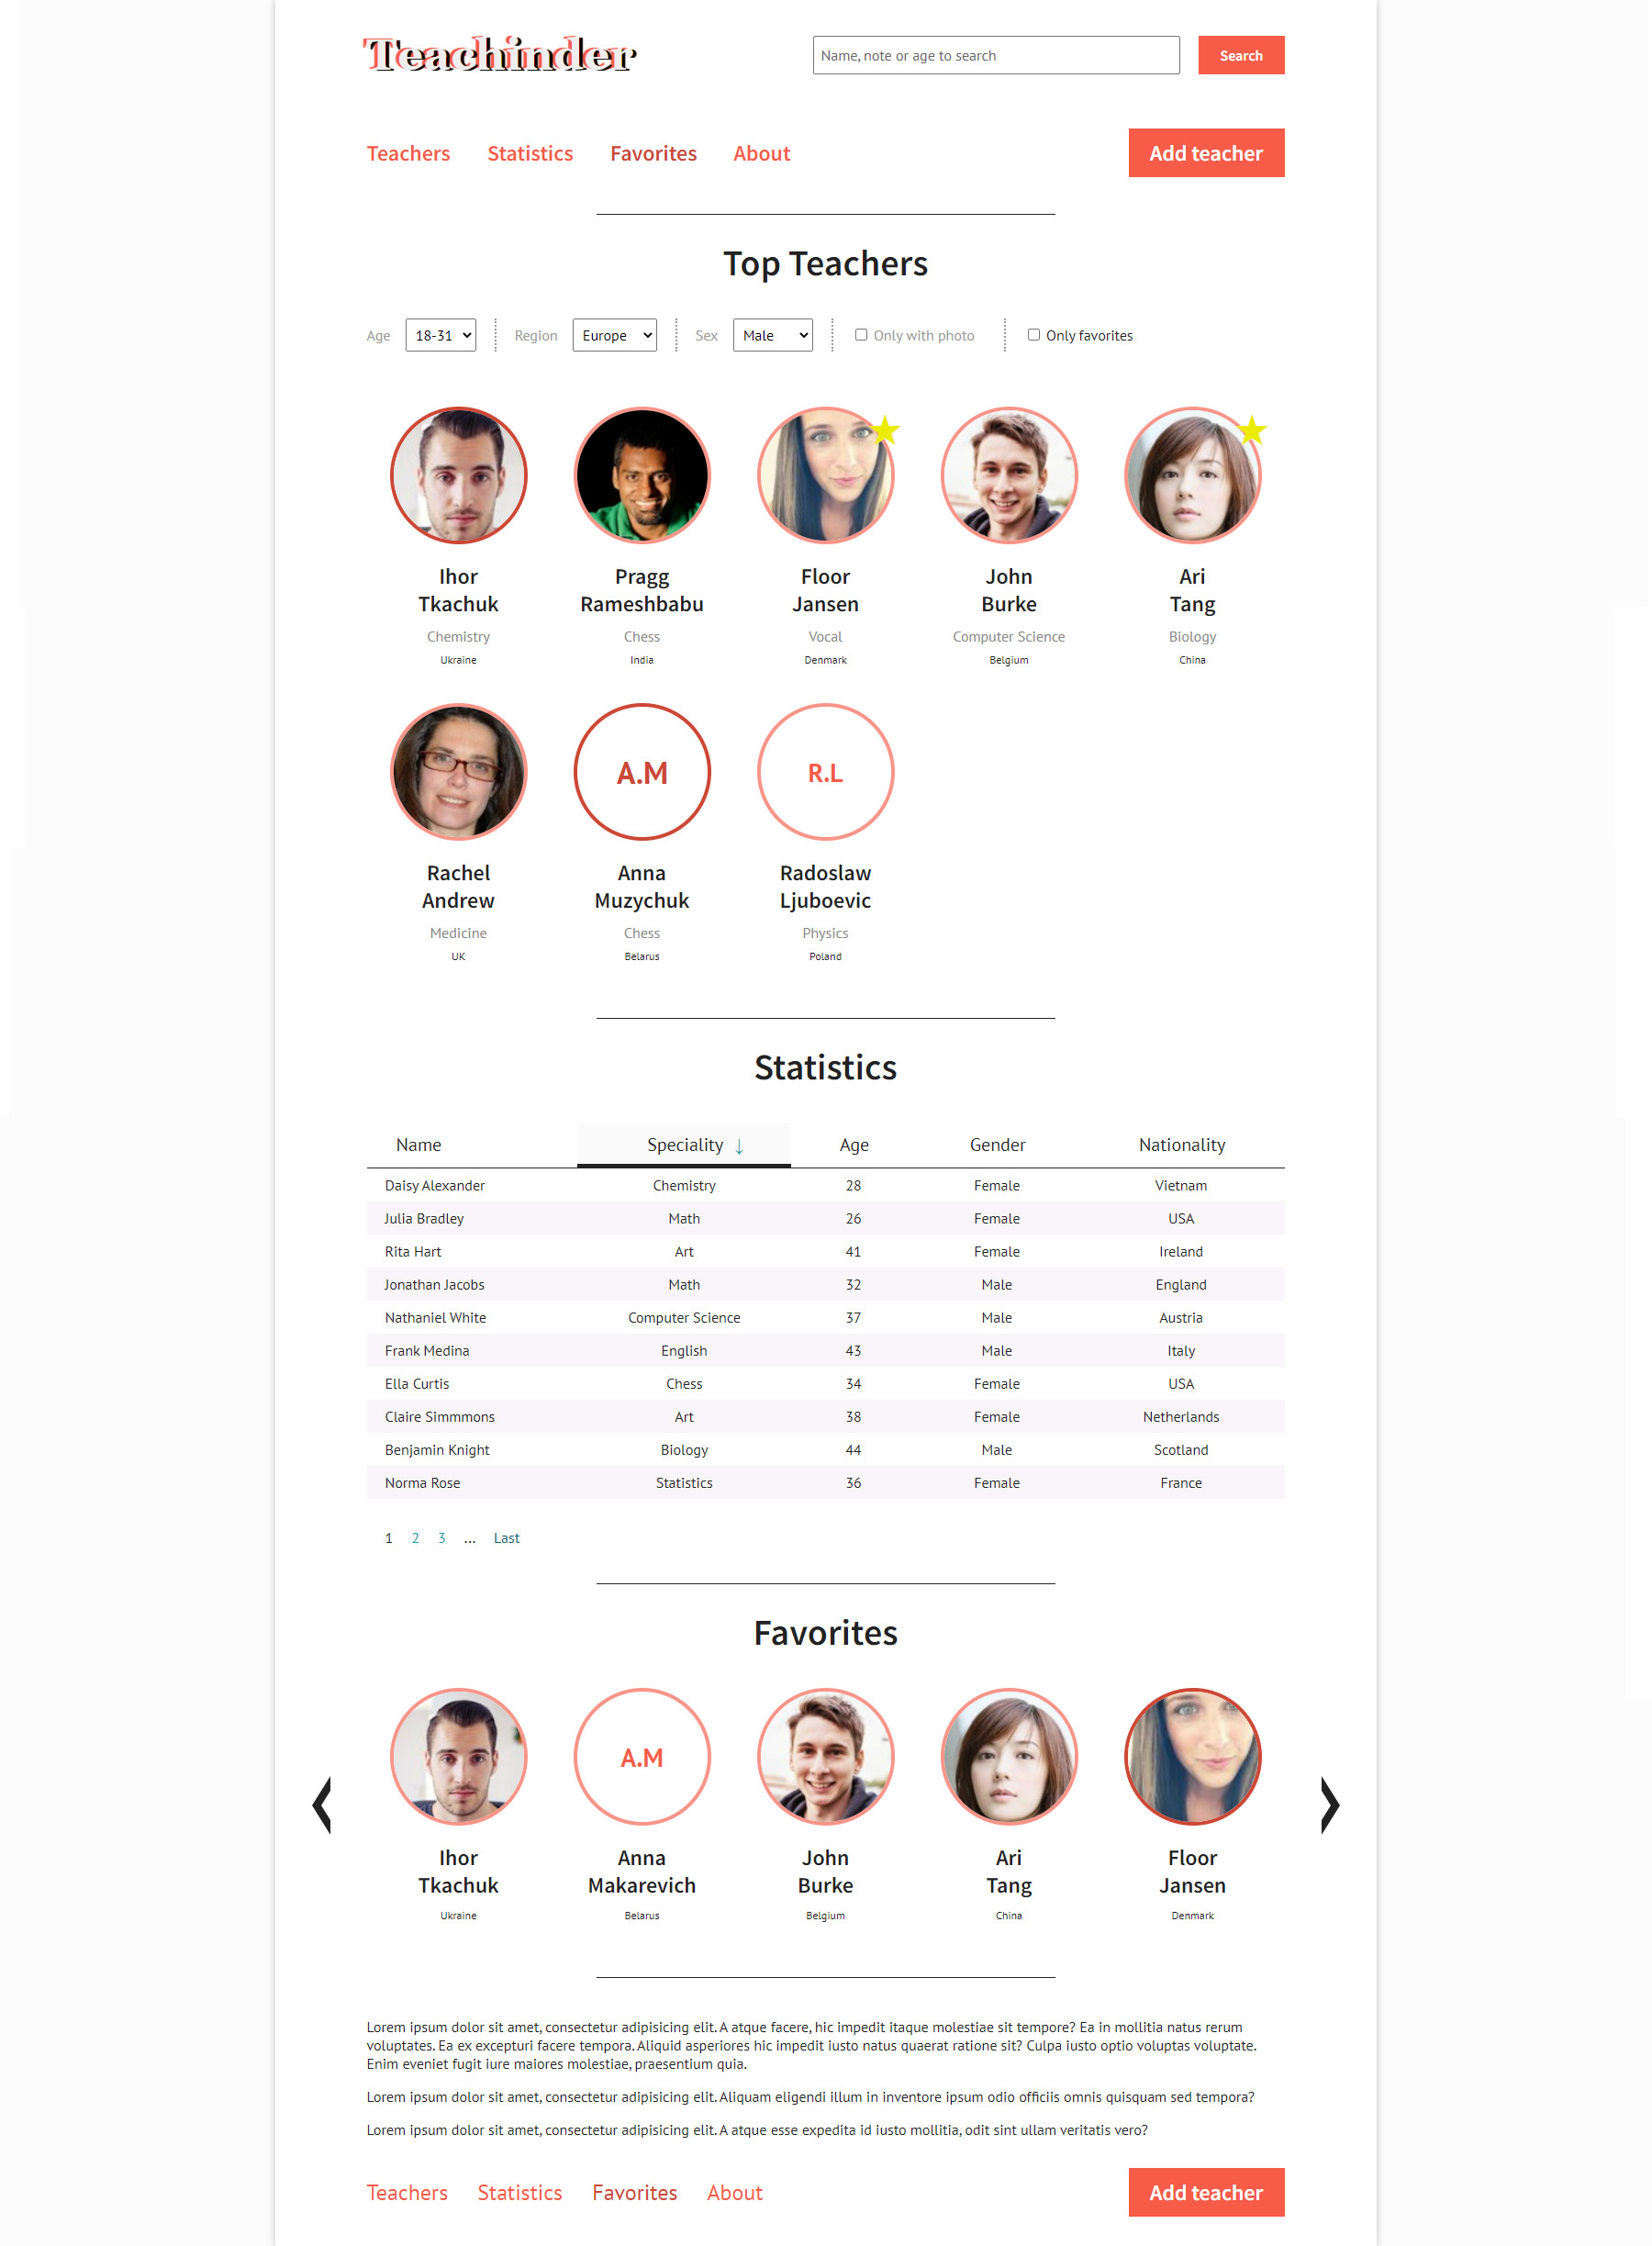 Teachinder
Name, note or age to search
Search
Teachers Statistics Favorites About
Add teacher
Top Teachers
Age 18-31 Region Europe Sex Male Only with photo Only favorites
Ihor
Tkachuk
Chemistry
Ukraine
Pragg
Rameshbabu
Chess
India
Floor
Jansen
Vocal
Denmark
John
Burke
Computer Science
Belgium
Ari
Tang
Biology
China
Rachel
Andrew
Medicine
UK
A.M
Anna
Muzychuk
Chess
Belarus
R.L
Radoslaw
Ljuboevic
Physics
Poland
Statistics
Name Speciality ↓ Age Gender Nationality
Daisy Alexander Chemistry 28 Female Vietnam
Julia Bradley Math 26 Female USA
Rita Hart Art 41 Female Ireland
Jonathan Jacobs Math 32 Male England
Nathaniel White Computer Science 37 Male Austria
Frank Medina English 43 Male Italy
Ella Curtis Chess 34 Female USA
Claire Simmmons Art 38 Female Netherlands
Benjamin Knight Biology 44 Male Scotland
Norma Rose Statistics 36 Female France
1 2 3 ... Last
Favorites
Ihor
Tkachuk
Ukraine
A.M
Anna
Makarevich
Belarus
John
Burke
Belgium
Ari
Tang
China
Floor
Jansen
Denmark
Lorem ipsum dolor sit amet, consectetur adipisicing elit. A atque facere, hic impedit itaque molestiae sit tempore? Ea in mollitia natus rerum
voluptates. Ea ex excepturi facere tempora. Aliquid asperiores hic impedit iusto natus quaerat ratione sit? Culpa iusto optio voluptas voluptate.
Enim eveniet fugit iure maiores molestiae, praesentium quia.
Lorem ipsum dolor sit amet, consectetur adipisicing elit. Aliquam eligendi illum in inventore ipsum odio officiis omnis quisquam sed tempora?
Lorem ipsum dolor sit amet, consectetur adipisicing elit. A atque esse expedita id iusto mollitia, odit sint ullam veritatis vero?
Teachers Statistics Favorites About
Add teacher